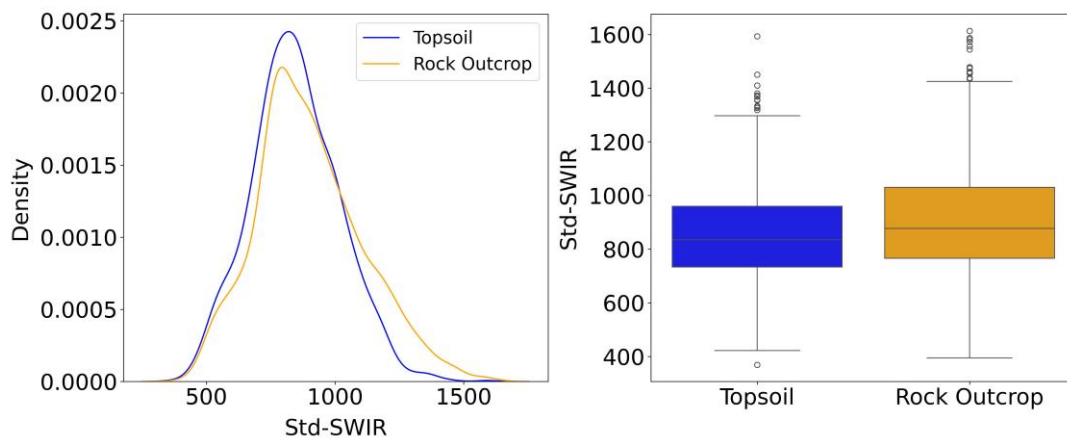 0.0025
0.0020
0.0015
0.0010
0.0005
0.0000
Density
500
1000
1500
Std-SWIR
Topsoil
Rock Outcrop
1600
1400
1200
1000
800
600
400
Std-SWIR
Topsoil
Rock Outcrop